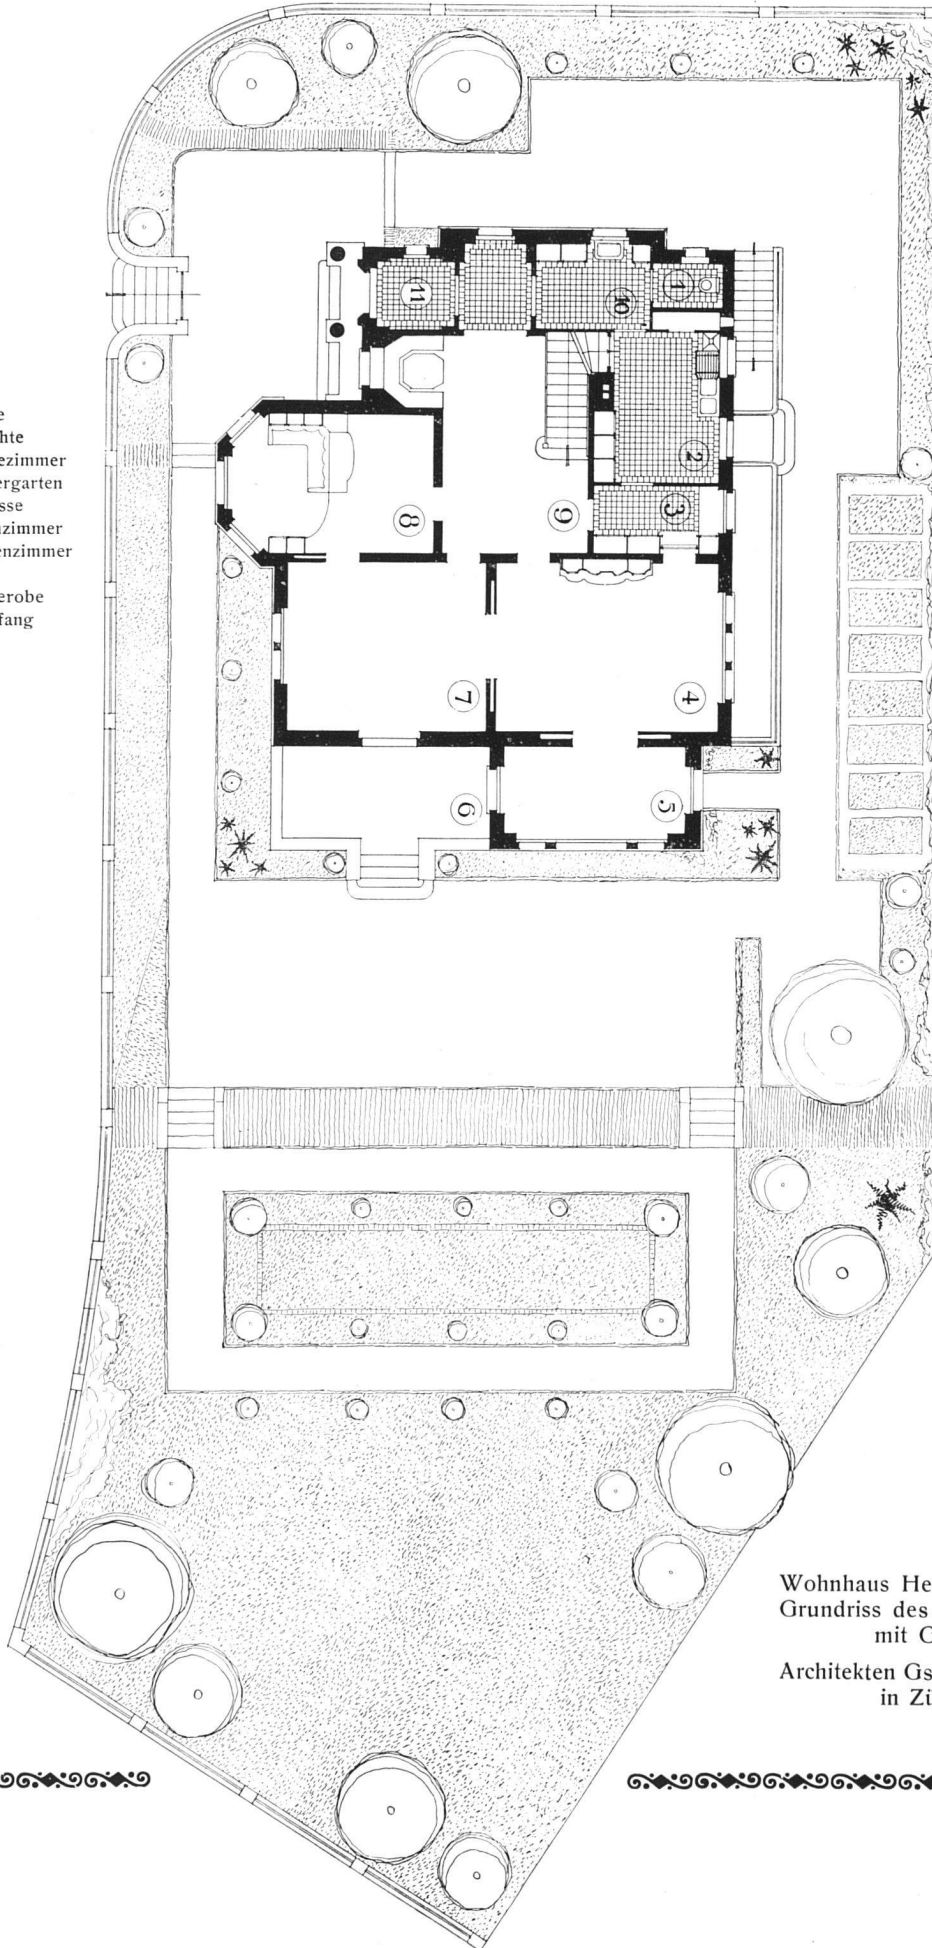 e
hte
ezimmer
ergarten
sse
nzimmer
enzimmer
erobe
fang
11
10
1
2
3
9
8
7
4
6
5
Wohnhaus He
Grundriss des
mit G
Architekten Gs
in Zü